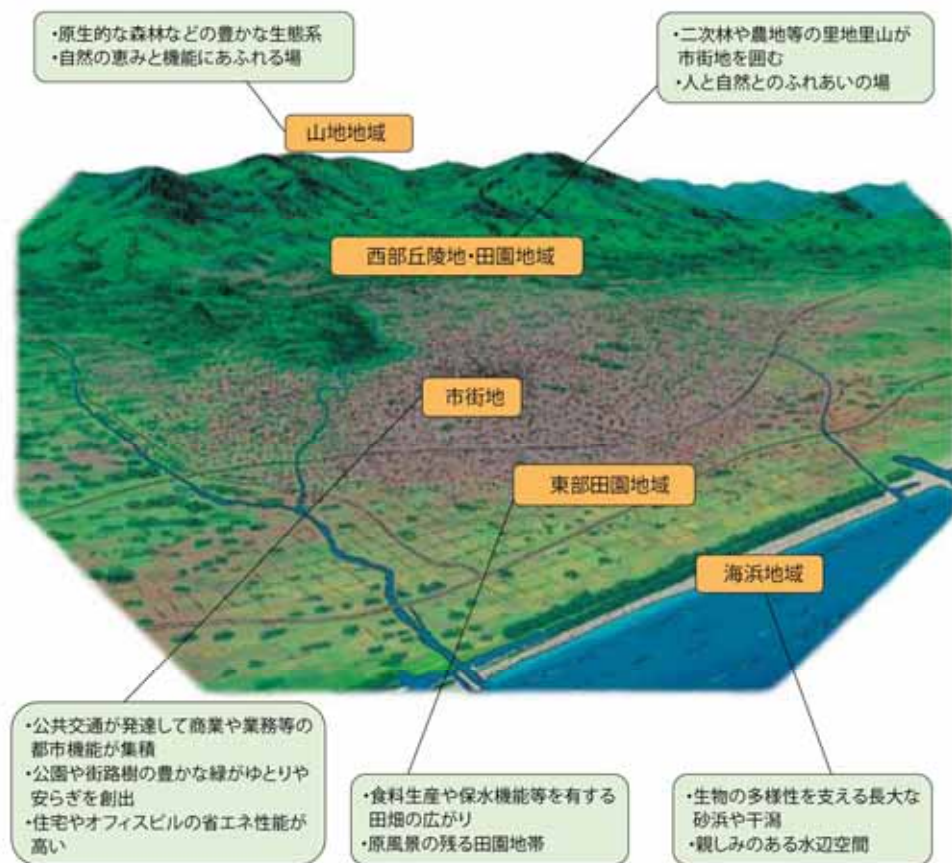 ・原生的な森林などの豊かな生態系
・自然の恵みと機能にあふれる場
・二次林や農地等の里地里山が
市街地を囲む
・人と自然とのふれあいの場
山地地域
西部丘陵地・田園地域
市街地
東部田園地域
海浜地域
・公共交通が発達して商業や業務等の
都市機能が集積
・公園や街路樹の豊かな緑がゆとりや
安らぎを創出
・住宅やオフィスビルの省エネ性能が
高い
・食料生産や保水機能等を有する
田畑の広がり
・原風景の残る田園地帯
・生物の多様性を支える長大な
砂浜や干潟
・親しみのある水辺空間